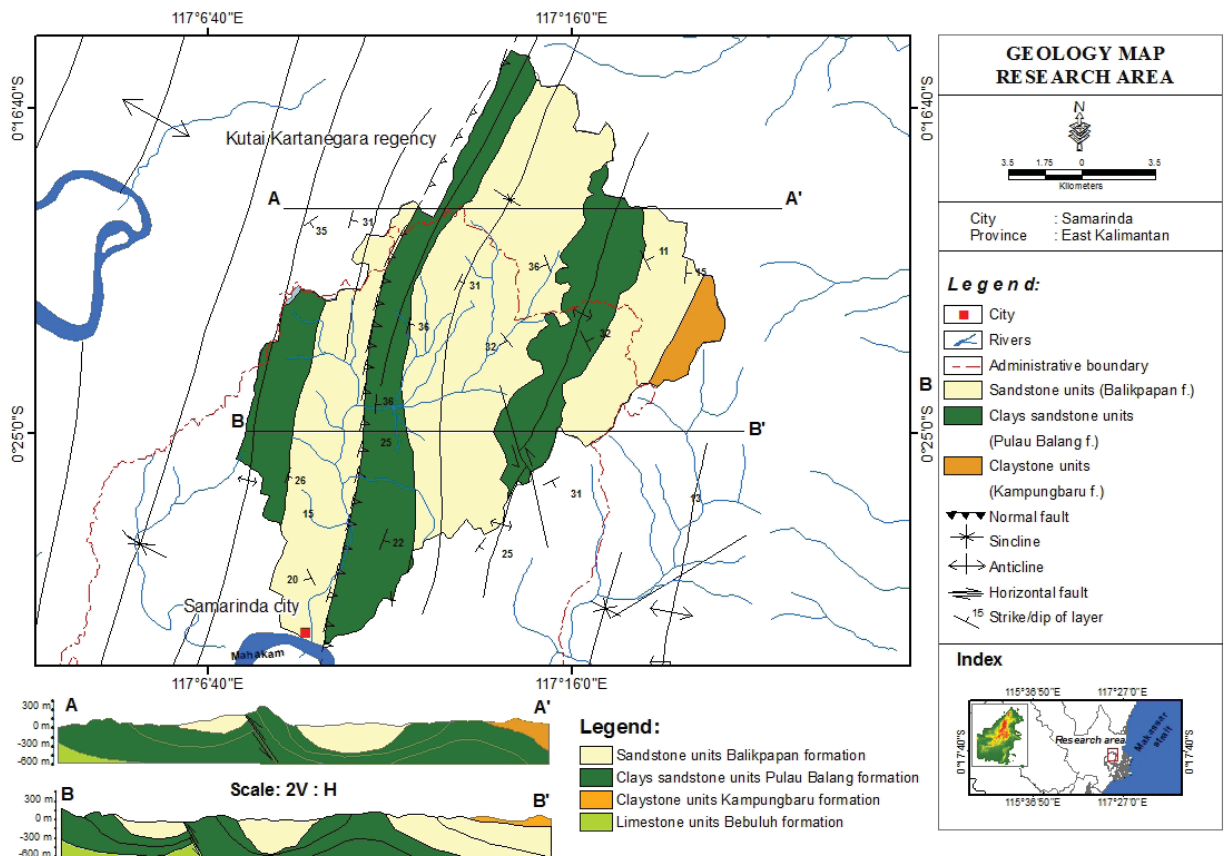 117°6'40"E
117°16'0"E
0°16'40"S
0°16'40"S
Kutai Kartanegara regency
A
A'
31
35
36
11
15
31
36
32
32
36
B
B
B'
0°25'0"S
0°25'0"S
25
26
15
31
13
22
25
20
Samarinda city
Mahakam
117°6'40"E
117°16'0"E
GEOLOGY MAP
RESEARCH AREA
N
3.5 1.75 0 3.5
Kilometers
City : Samarinda
Province : East Kalimantan
Legend:
City
Rivers
Administrative boundary
Sandstone units (Balikpapan f.)
Clays sandstone units
(Pulau Balang f.)
Claystone units
(Kampungbaru f.)
Normal fault
Sincline
Anticline
Horizontal fault
15 Strike/dip of layer
Index
115°36'50"E 117°27'0"E
0°17'40"S
0°17'40"S
Research area
Makassar strait
115°36'50"E 117°27'0"E
A
A'
300 m
0 m
-300 m
-600 m
Scale: 2V : H
B
B'
300 m
0 m
-300 m
-600 m
Legend:
Sandstone units Balikpapan formation
Clays sandstone units Pulau Balang formation
Claystone units Kampungbaru formation
Limestone units Bebuluh formation